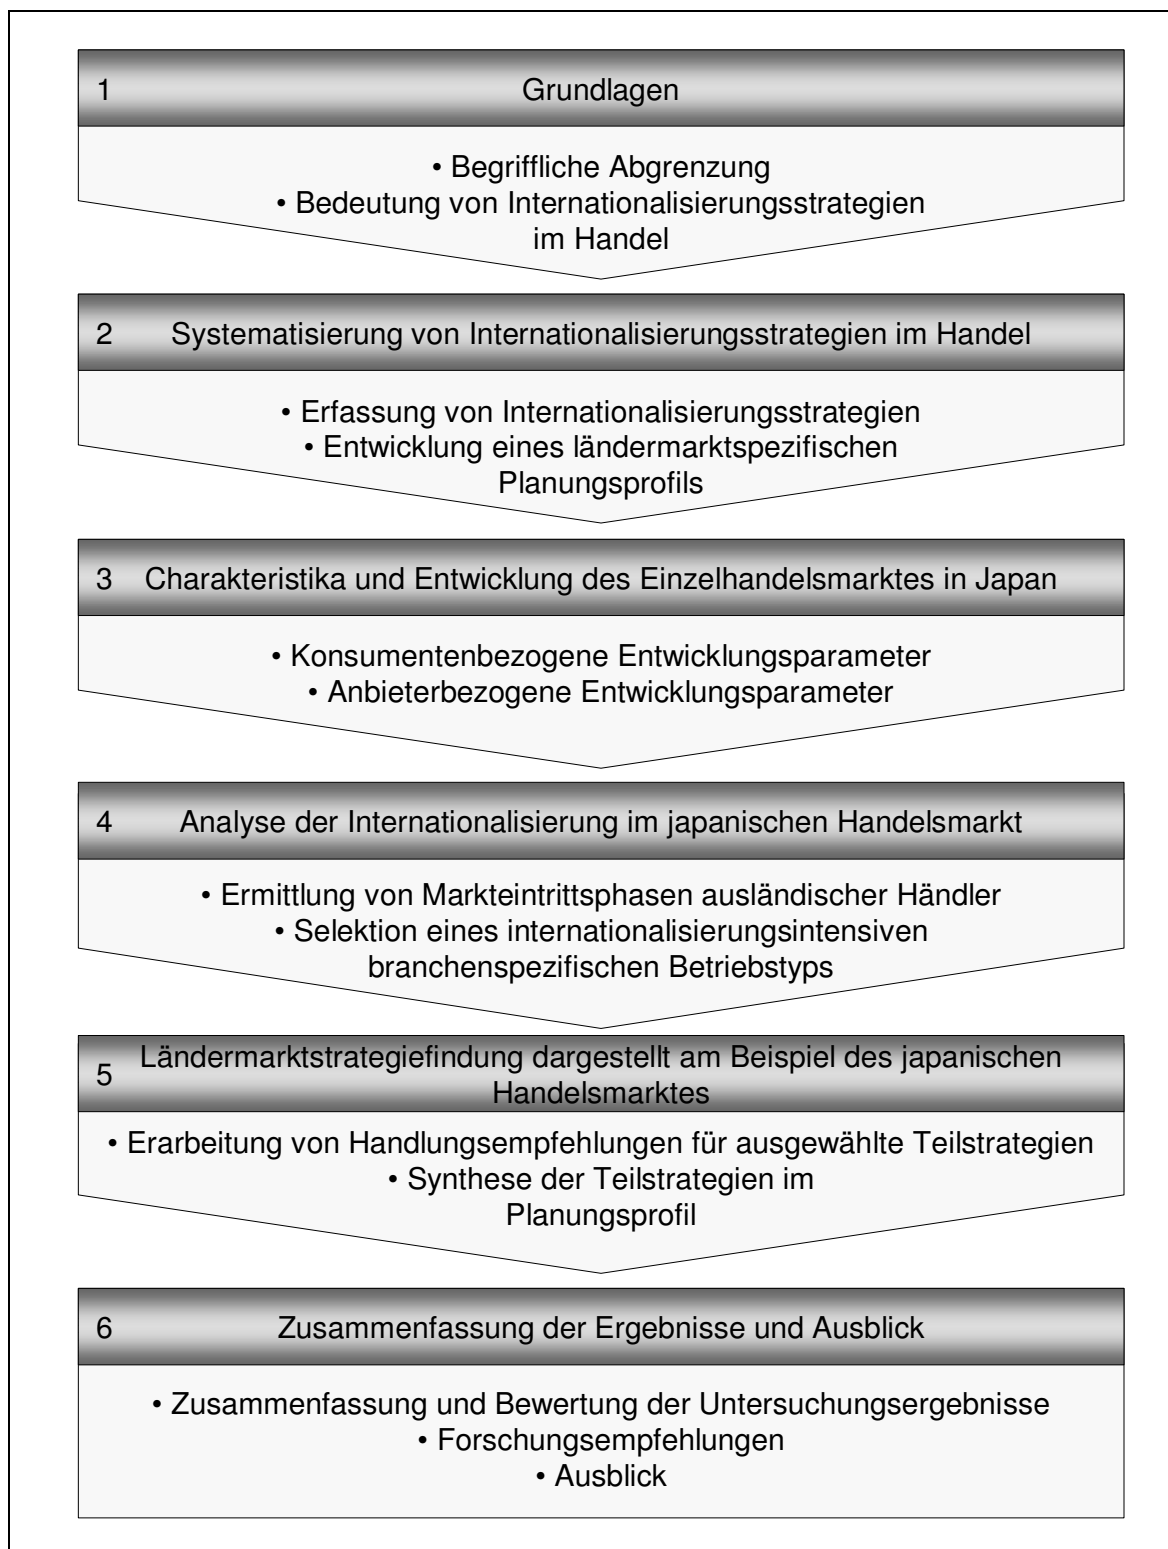 1 Grundlagen
• Begriffliche Abgrenzung
• Bedeutung von Internationalisierungsstrategien
im Handel
2 Systematisierung von Internationalisierungsstrategien im Handel
• Erfassung von Internationalisierungsstrategien
• Entwicklung eines ländermarktspezifischen
Planungsprofils
3 Charakteristika und Entwicklung des Einzelhandelsmarktes in Japan
• Konsumentenbezogene Entwicklungsparameter
• Anbieterbezogene Entwicklungsparameter
4 Analyse der Internationalisierung im japanischen Handelsmarkt
• Ermittlung von Markteintrittsphasen ausländischer Händler
• Selektion eines internationalisierungsintensiven
branchenspezifischen Betriebstyps
5 Ländermarktstrategiefindung dargestellt am Beispiel des japanischen
Handelsmarktes
• Erarbeitung von Handlungsempfehlungen für ausgewählte Teilstrategien
• Synthese der Teilstrategien im
Planungsprofil
6 Zusammenfassung der Ergebnisse und Ausblick
• Zusammenfassung und Bewertung der Untersuchungsergebnisse
• Forschungsempfehlungen
• Ausblick